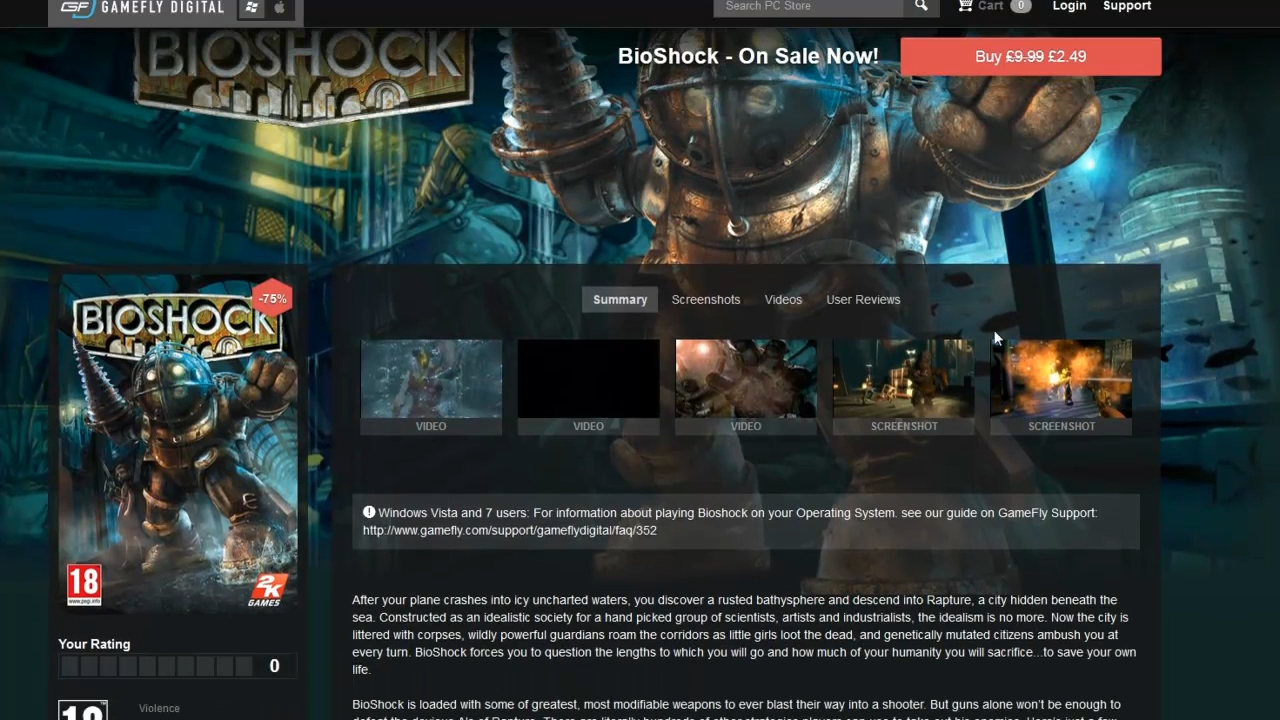 GF GAMEFLY DIGITAL
Search PC Store
Cart 0
Login
Support
BIOSHOCK
BioShock - On Sale Now!
Buy £9.99 £2.49
-75%
BIOSHOCK
18
www.pegi.info
2K
GAMES
Your Rating
0
18
Violence
Summary
Screenshots
Videos
User Reviews
VIDEO
VIDEO
VIDEO
SCREENSHOT
SCREENSHOT
Windows Vista and 7 users: For information about playing Bioshock on your Operating System. see our guide on GameFly Support:
http://www.gamefly.com/support/gameflydigital/faq/352
After your plane crashes into icy uncharted waters, you discover a rusted bathysphere and descend into Rapture, a city hidden beneath the
sea. Constructed as an idealistic society for a hand picked group of scientists, artists and industrialists, the idealism is no more. Now the city is
littered with corpses, wildly powerful guardians roam the corridors as little girls loot the dead, and genetically mutated citizens ambush you at
every turn. BioShock forces you to question the lengths to which you will go and how much of your humanity you will sacrifice...to save your own
life.
BioShock is loaded with some of greatest, most modifiable weapons to ever blast their way into a shooter. But guns alone won't be enough to